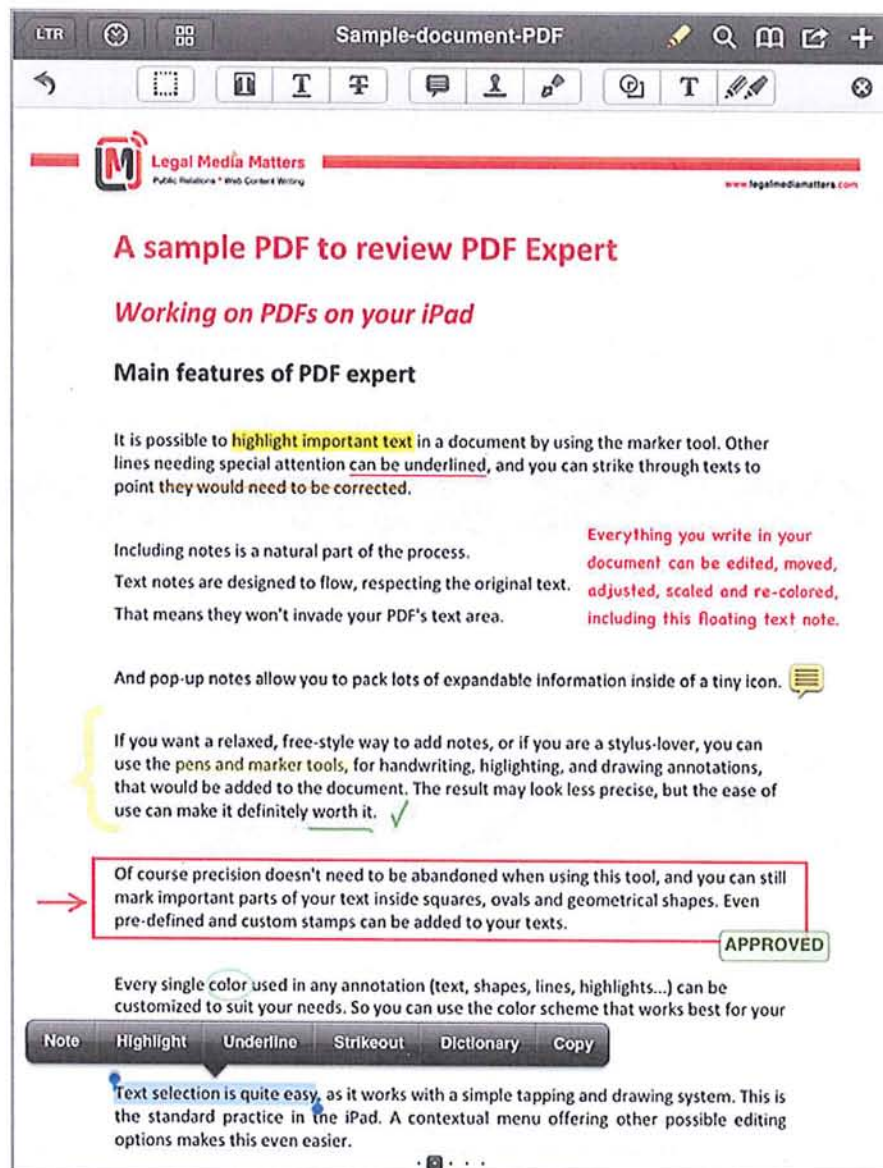 LTR
Sample-document-PDF
T T T
T
M Legal Media Matters
Public Relations * Web Content Writing
www.legalmediamatters.com
A sample PDF to review PDF Expert
Working on PDFs on your iPad
Main features of PDF expert
It is possible to highlight important text in a document by using the marker tool. Other
lines needing special attention can be underlined, and you can strike through texts to
point they would need to be corrected.
Including notes is a natural part of the process.
Text notes are designed to flow, respecting the original text.
That means they won't invade your PDF's text area.
Everything you write in your
document can be edited, moved,
adjusted, scaled and re-colored,
including this floating text note.
And pop-up notes allow you to pack lots of expandable information inside of a tiny icon.
If you want a relaxed, free-style way to add notes, or if you are a stylus-lover, you can
use the pens and marker tools, for handwriting, higlighting, and drawing annotations,
that would be added to the document. The result may look less precise, but the ease of
use can make it definitely worth it.
Of course precision doesn't need to be abandoned when using this tool, and you can still
mark important parts of your text inside squares, ovals and geometrical shapes. Even
pre-defined and custom stamps can be added to your texts.
APPROVED
Every single color used in any annotation (text, shapes, lines, highlights...) can be
customized to suit your needs. So you can use the color scheme that works best for your
Note Highlight Underline Strikeout Dictionary Copy
Text selection is quite easy, as it works with a simple tapping and drawing system. This is
the standard practice in the iPad. A contextual menu offering other possible editing
options makes this even easier.